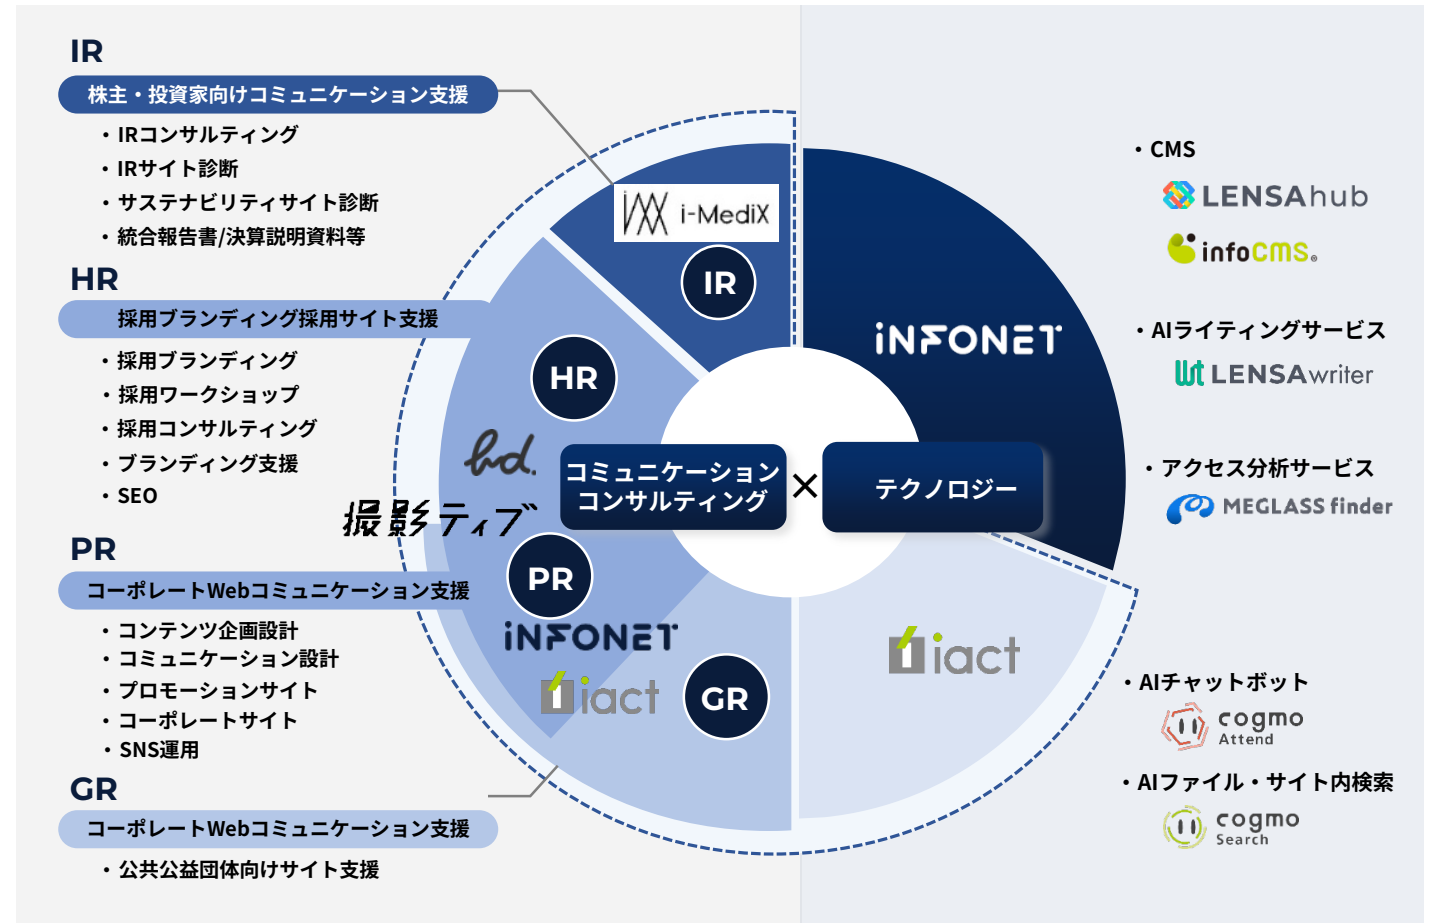 IR
株主・投資家向けコミュニケーション支援
・IRコンサルティング
・IRサイト診断
・サステナビリティサイト診断
・統合報告書/決算説明資料等
HR
採用ブランディング採用サイト支援
・採用ブランディング
・採用ワークショップ
・採用コンサルティング
・ブランディング支援
・SEO
PR
コーポレートWebコミュニケーション支援
・コンテンツ企画設計
・コミュニケーション設計
・プロモーションサイト
・コーポレートサイト
・SNS運用
GR
コーポレートWebコミュニケーション支援
・公共公益団体向けサイト支援
i-MediX
IR
HR
hd.
撮影ティブ
PR
INFONET
iact
GR
コミュニケーション
コンサルティング
×
テクノロジー
INFONET
iact
・CMS
LENSAhub
infoCMS®
・AIライティングサービス
LENSAwriter
・アクセス分析サービス
MEGLASS finder
・AIチャットボット
cogmo
Attend
・AIファイル・サイト内検索
cogmo
Search